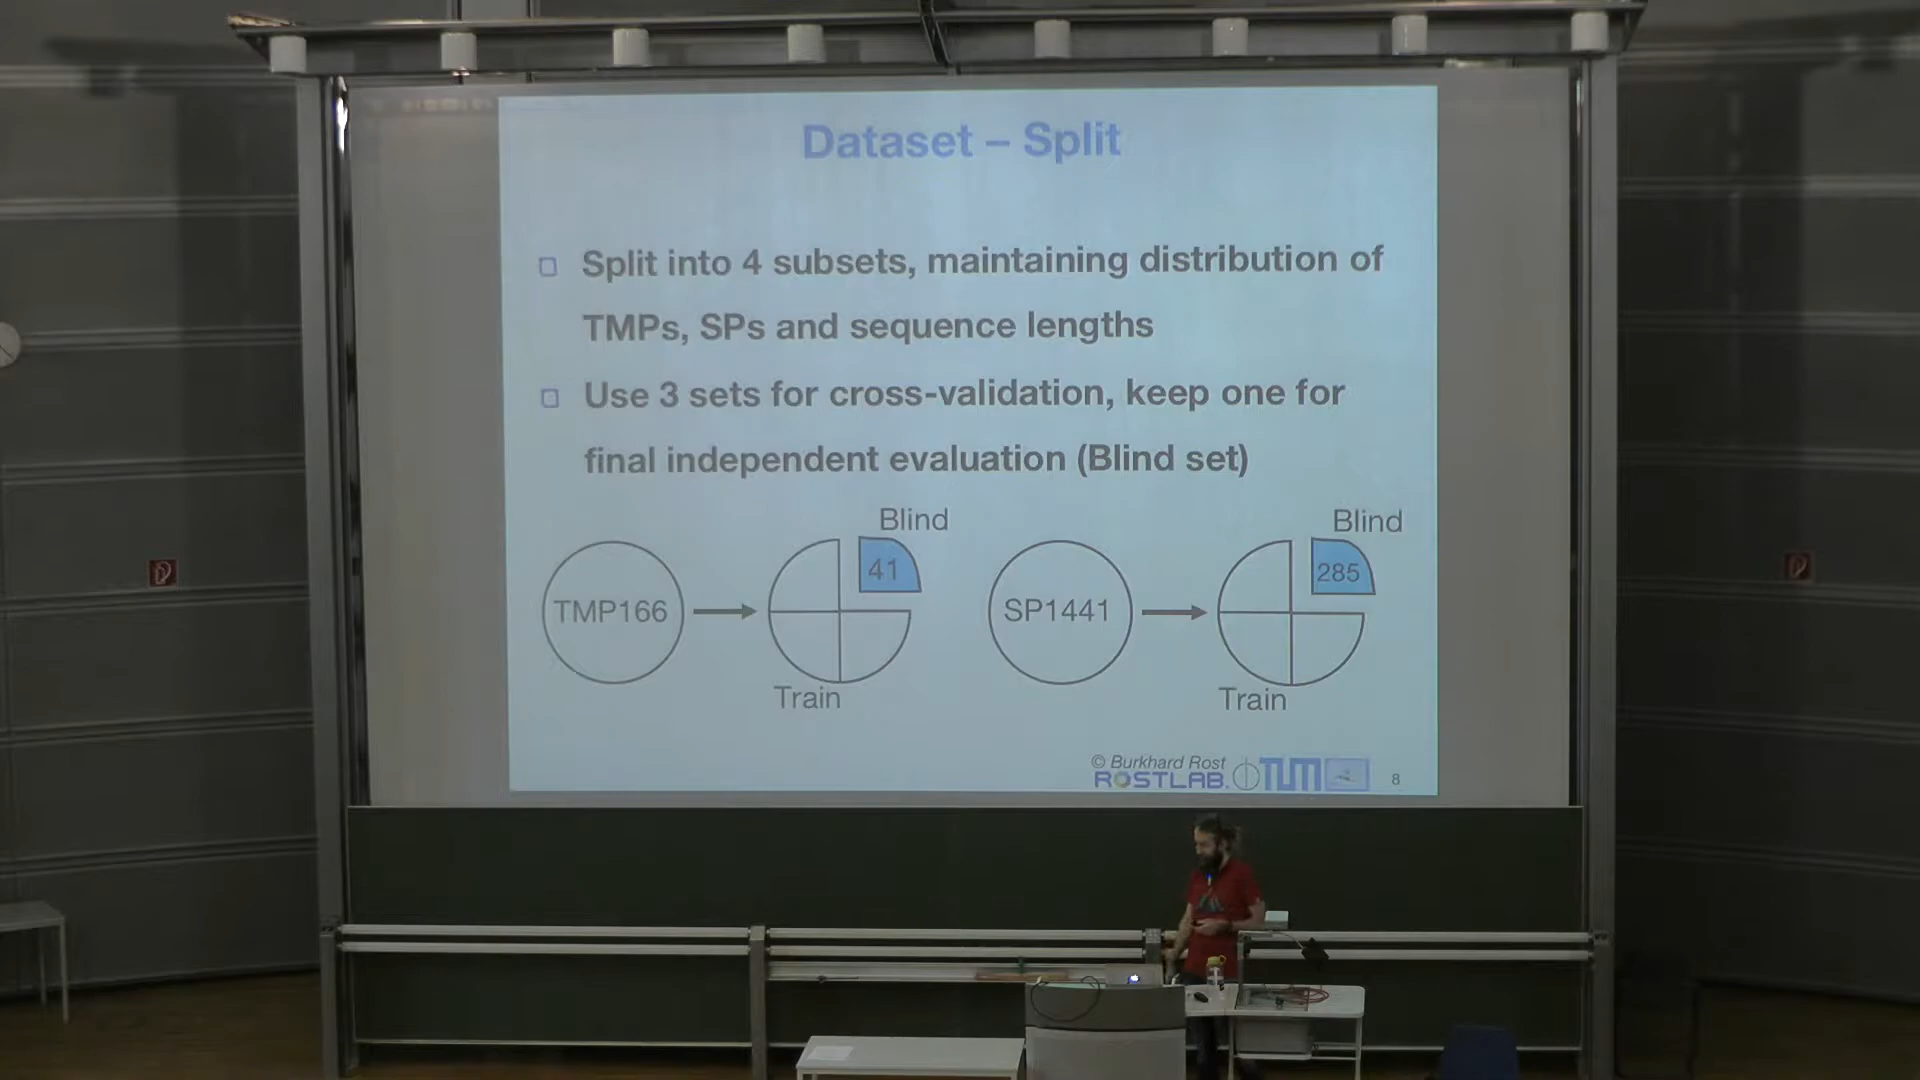 Dataset – Split
Split into 4 subsets, maintaining distribution of
TMPs, SPs and sequence lengths
Use 3 sets for cross-validation, keep one for
final independent evaluation (Blind set)
Blind
41
TMP166
Train
Blind
285
SP1441
Train
© Burkhard Rost
ROSTLAB.
TUM
8